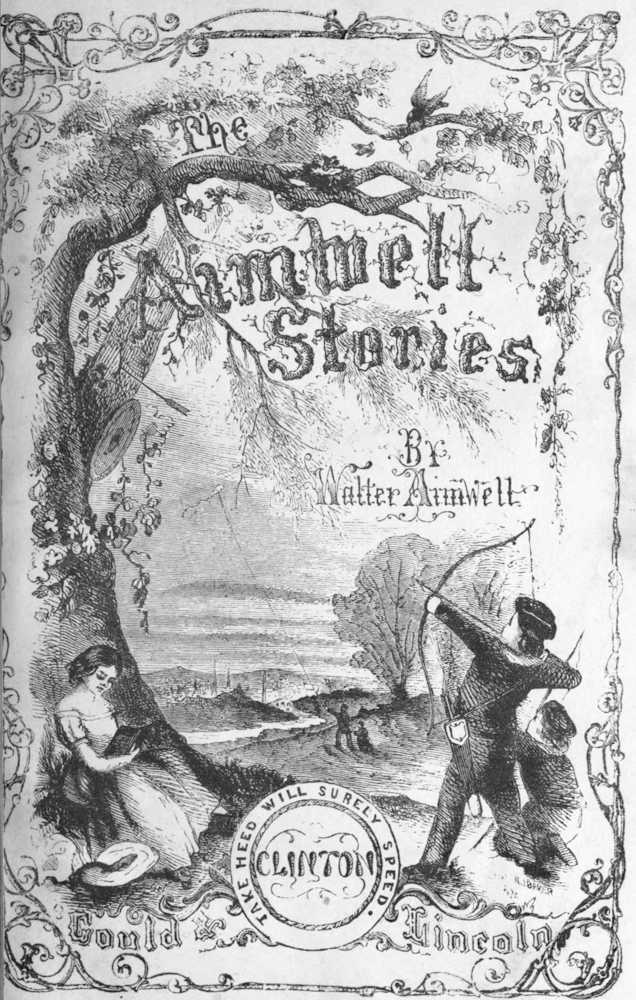 The
Aimwell
Stories
By
Walter Aimwell
TAKE HEED WILL SURELY SPEED.
CLINTON
Gould & Lincoln